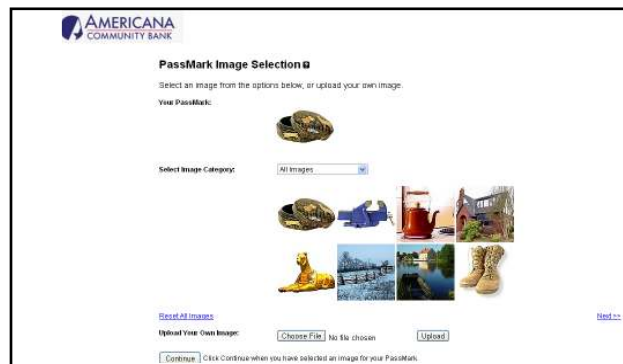 AMERICANA
COMMUNITY BANK
PassMark Image Selection
Select an image from the options below, or upload your own image.
Your PassMark:
Select Image Category: All Images
Reset All Images Next >>
Upload Your Own Image: Choose File No file chosen Upload
Continue Click Continue when you have selected an image for your PassMark